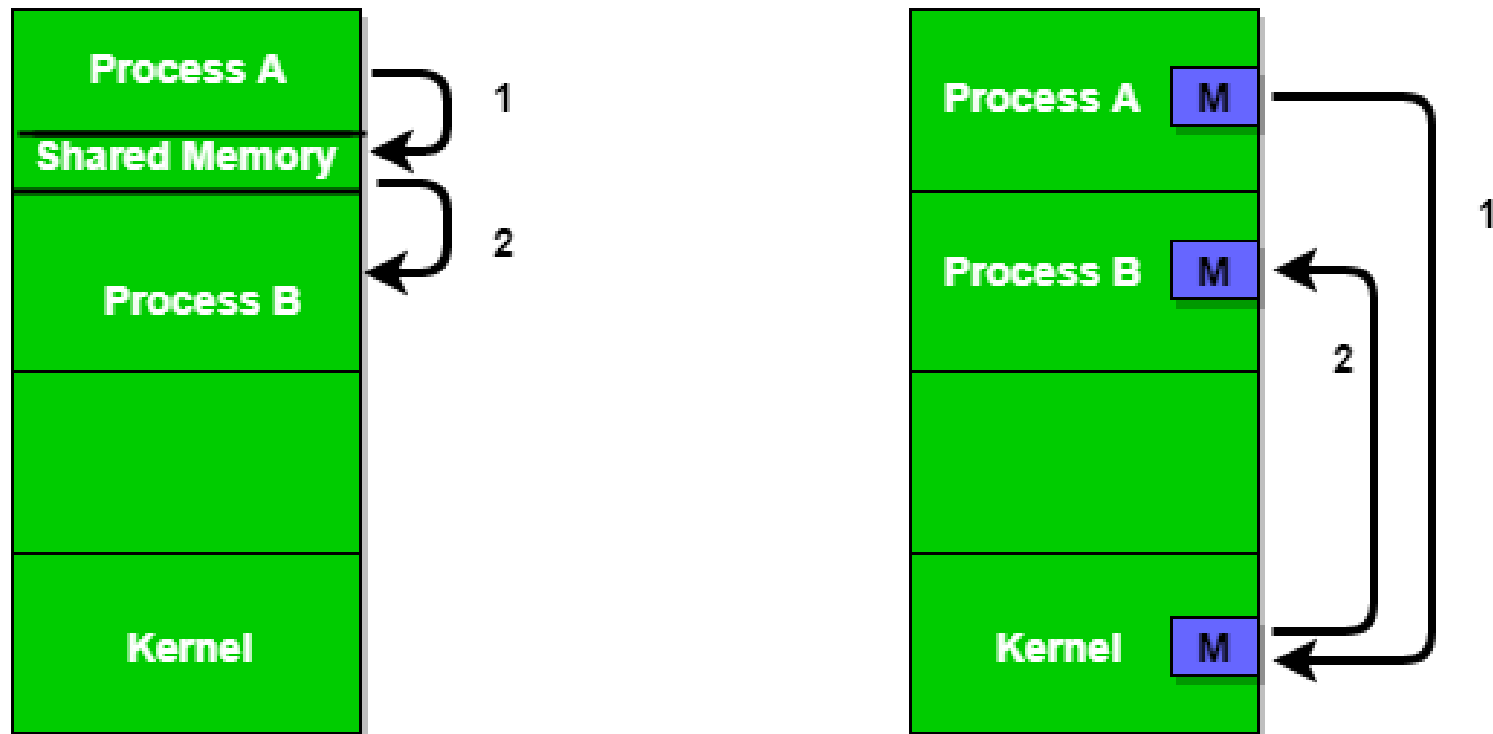 Process A
1
Shared Memory
2
Process B
Kernel
Process A M
1
Process B M
2
Kernel M